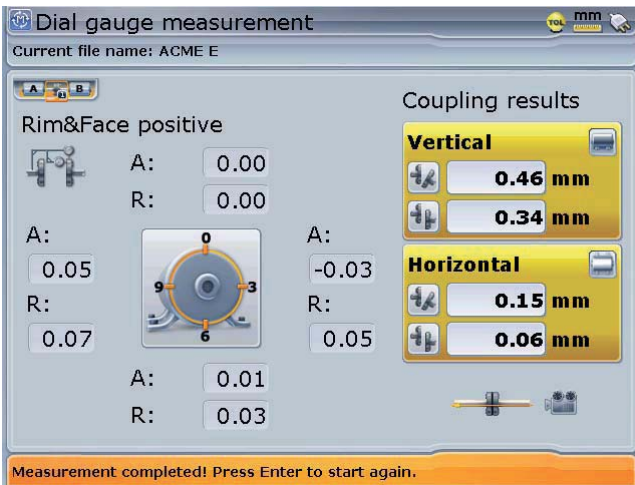 Dial gauge measurement
TOL mm
Current file name: ACME E
A B
Coupling results
Rim&Face positive
Vertical
A: 0.00
0.46 mm
R: 0.00
0.34 mm
A:
0
A:
Horizontal
0.05
9 3
-0.03
0.15 mm
R:
R:
0.07
6
0.05
0.06 mm
A: 0.01
R: 0.03
Measurement completed! Press Enter to start again.